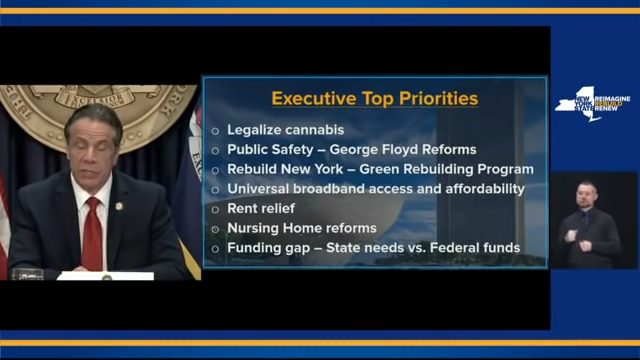 EXCELSIOR
Executive Top Priorities
Legalize cannabis
Public Safety – George Floyd Reforms
Rebuild New York – Green Rebuilding Program
Universal broadband access and affordability
Rent relief
Nursing Home reforms
Funding gap – State needs vs. Federal funds
NEW YORK STATE
REIMAGINE
REBUILD
RENEW